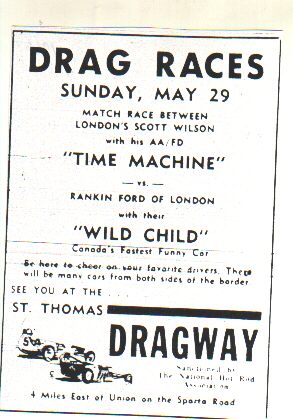 DRAG RACES
SUNDAY, MAY 29
MATCH RACE BETWEEN
LONDON'S SCOTT WILSON
with his AA/FD
"TIME MACHINE"
— vs. —
RANKIN FORD OF LONDON
with their
"WILD CHILD"
Canada's Fastest Funny Car
Be here to cheer on your favorite drivers. There
will be many cars from both sides of the border
SEE YOU AT THE . . .
ST. THOMAS
DRAGWAY
Sanctioned by
The National Hot Rod
Association
4 Miles East of Union on the Sparta Road